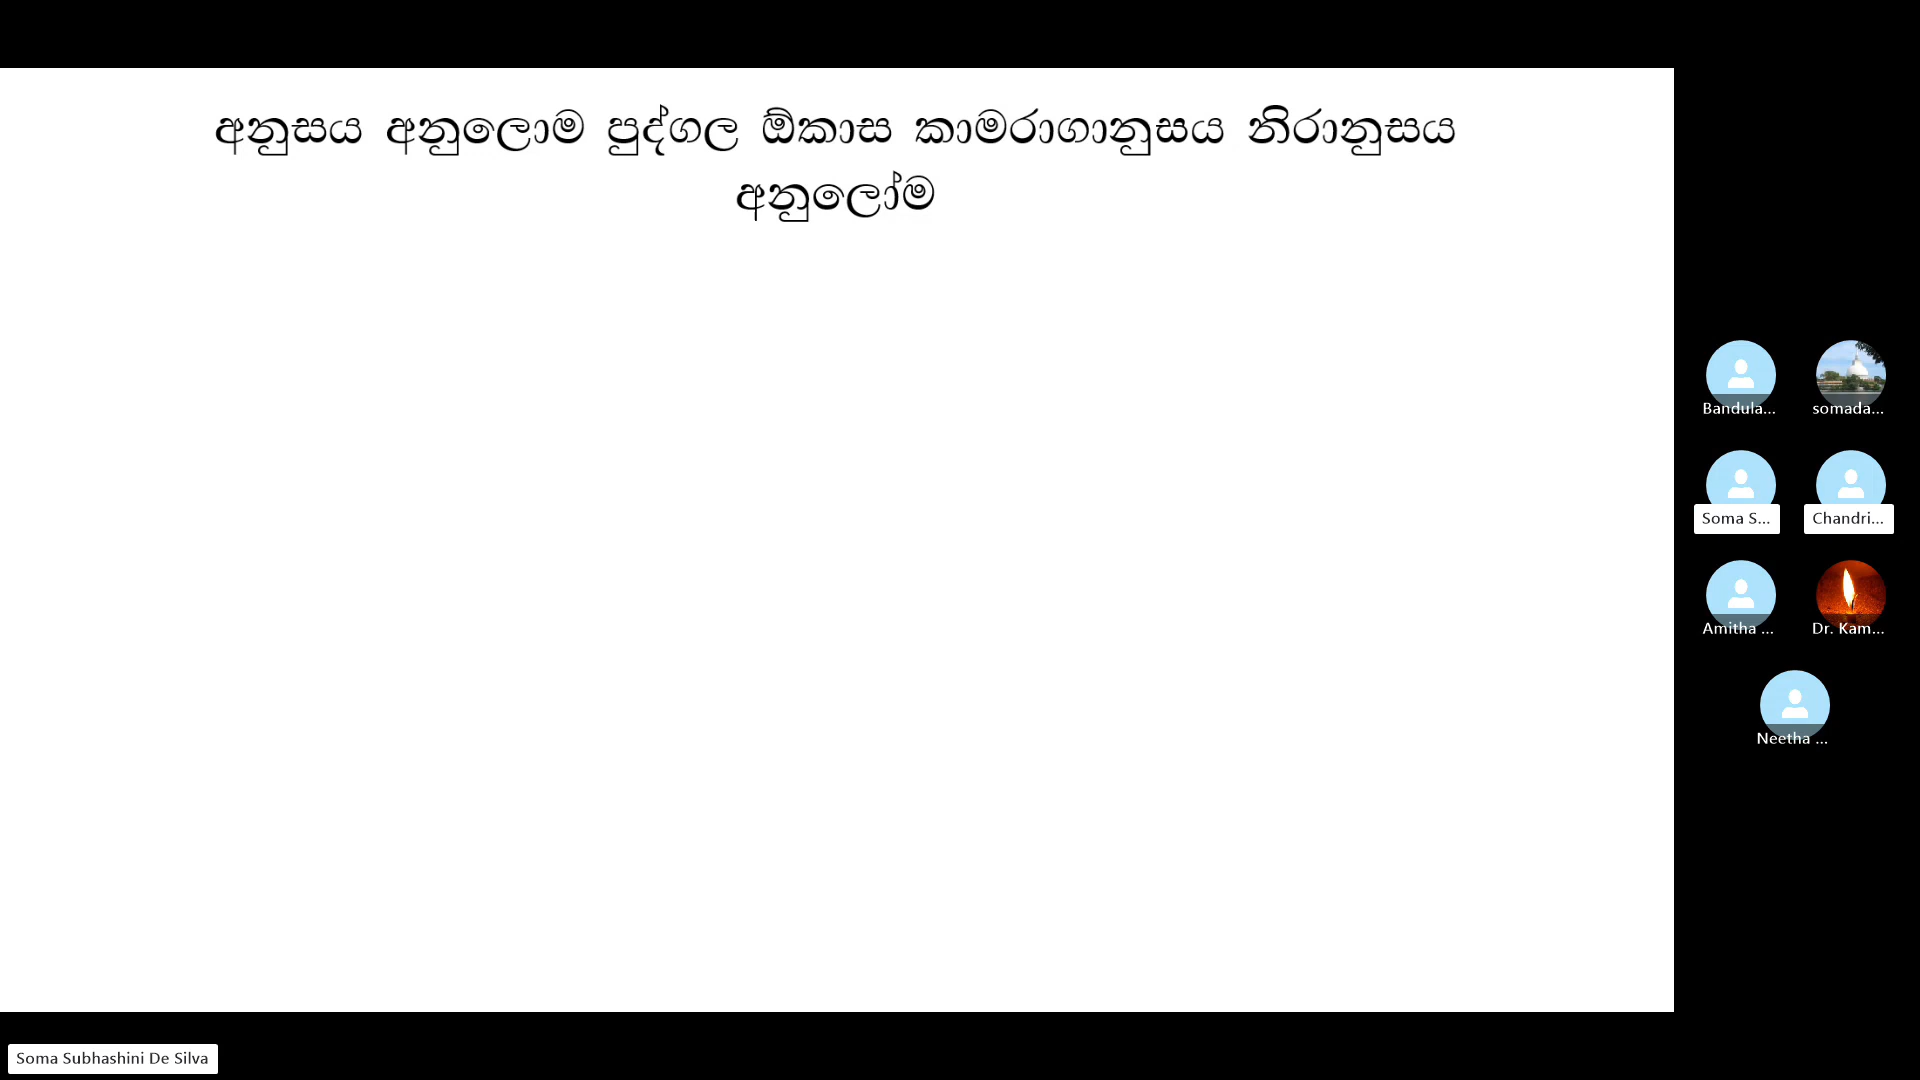 අනුසය අනුලොම පුද්ගල ඕකාස කාමරාගානුසය නිරානුසය
අනුලෝම
Bandula...
somada...
Soma S...
Chandri...
Amitha ...
Dr. Kam...
Neetha ...
Soma Subhashini De Silva